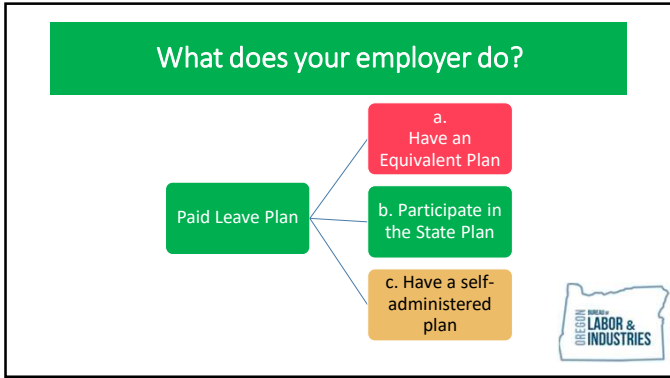 What does your employer do?
a.
Have an
Equivalent Plan
Paid Leave Plan
b. Participate in
the State Plan
c. Have a self-
administered
plan
OREGON
BUREAU OF
LABOR &
INDUSTRIES